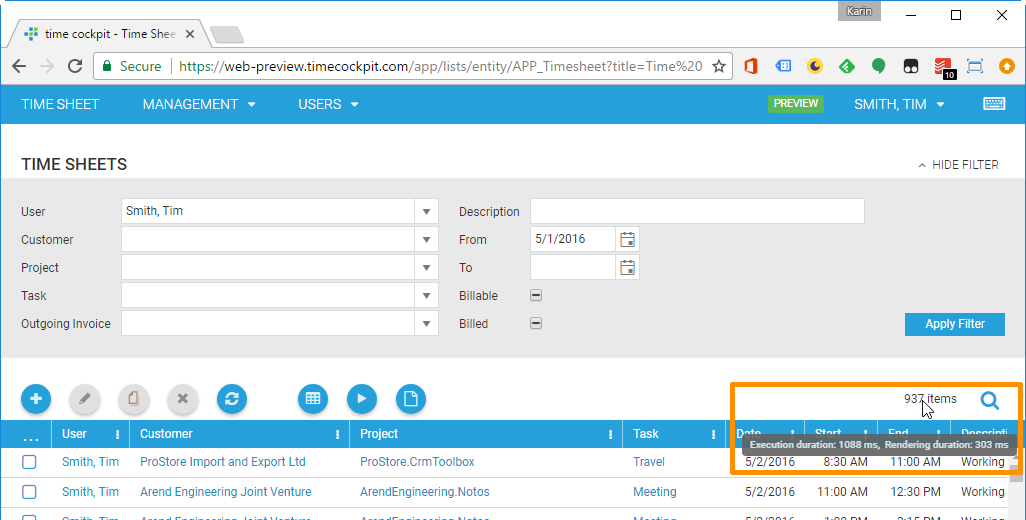 Karin
time cockpit - Time Shee
Secure https://web-preview.timecockpit.com/app/lists/entity/APP_Timesheet?title=Time%20
10
TIME SHEET MANAGEMENT USERS PREVIEW SMITH, TIM
TIME SHEETS HIDE FILTER
User Smith, Tim Description
Customer From 5/1/2016
Project To
Task Billable
Outgoing Invoice Billed Apply Filter
937 items
... User Customer Project Task Date Start End Descripti
Execution duration: 1088 ms, Rendering duration: 303 ms
Smith, Tim ProStore Import and Export Ltd ProStore.CrmToolbox Travel 5/2/2016 8:30 AM 11:00 AM Working
Smith, Tim Arend Engineering Joint Venture ArendEngineering.Notos Meeting 5/2/2016 11:00 AM 12:30 PM Working